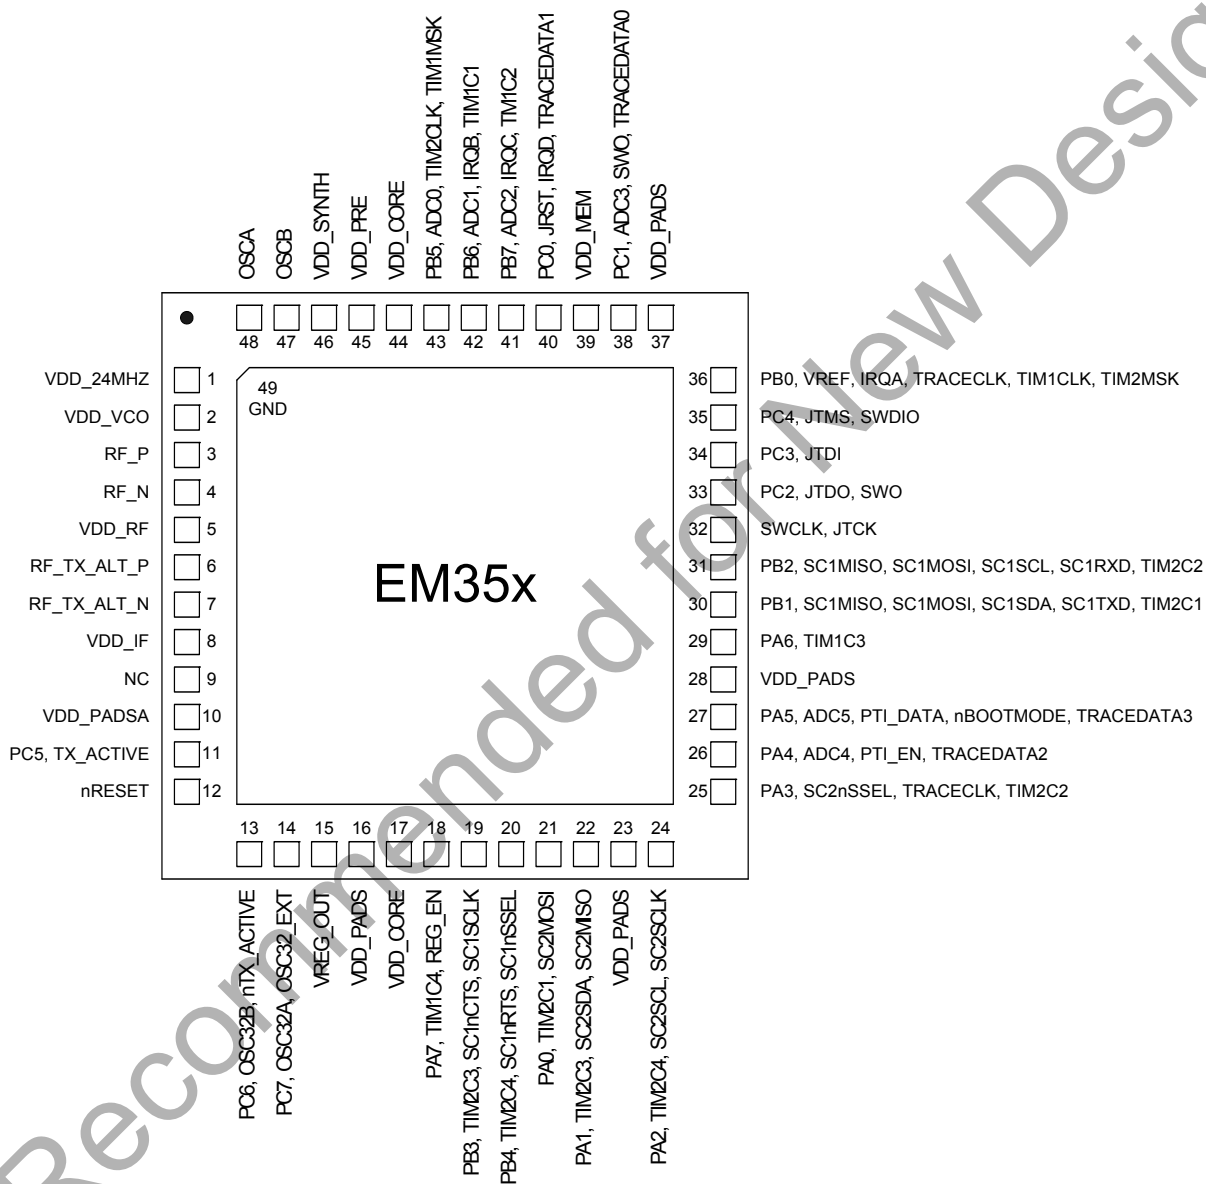 OSCA
OSCB
VDD_SYNTH
VDD_PRE
VDD_CORE
PB5, ADC0, TIM2CLK, TIM1MSK
PB6, ADC1, IRQB, TIM1C1
PB7, ADC2, IRQC, TM1C2
PC0, JRST, IRQD, TRACEDATA1
VDD_MEM
PC1, ADC3, SWO, TRACEDATA0
VDD_PADS
48 47 46 45 44 43 42 41 40 39 38 37
VDD_24MHZ 1
VDD_VCO 2
RF_P 3
RF_N 4
VDD_RF 5
RF_TX_ALT_P 6
RF_TX_ALT_N 7
VDD_IF 8
NC 9
VDD_PADSA 10
PC5, TX_ACTIVE 11
nRESET 12
49
GND
EM35x
36 PB0, VREF, IRQA, TRACECLK, TIM1CLK, TIM2MSK
35 PC4, JTMS, SWDIO
34 PC3, JTDI
33 PC2, JTDO, SWO
32 SWCLK, JTCK
31 PB2, SC1MISO, SC1MOSI, SC1SCL, SC1RXD, TIM2C2
30 PB1, SC1MISO, SC1MOSI, SC1SDA, SC1TXD, TIM2C1
29 PA6, TIM1C3
28 VDD_PADS
27 PA5, ADC5, PTI_DATA, nBOOTMODE, TRACEDATA3
26 PA4, ADC4, PTI_EN, TRACEDATA2
25 PA3, SC2nSSEL, TRACECLK, TIM2C2
13 14 15 16 17 18 19 20 21 22 23 24
PC6, OSC32B, nTX_ACTIVE
PC7, OSC32A, OSC32_EXT
VREG_OUT
VDD_PADS
VDD_CORE
PA7, TIM1C4, REG_EN
PB3, TIM2C3, SC1nCTS, SC1SCLK
PB4, TIM2C4, SC1nRTS, SC1nSSEL
PA0, TIM2C1, SC2MOSI
PA1, TIM2C3, SC2SDA, SC2MISO
VDD_PADS
PA2, TIM2C4, SC2SCL, SC2SCLK
Recommended for New Desig